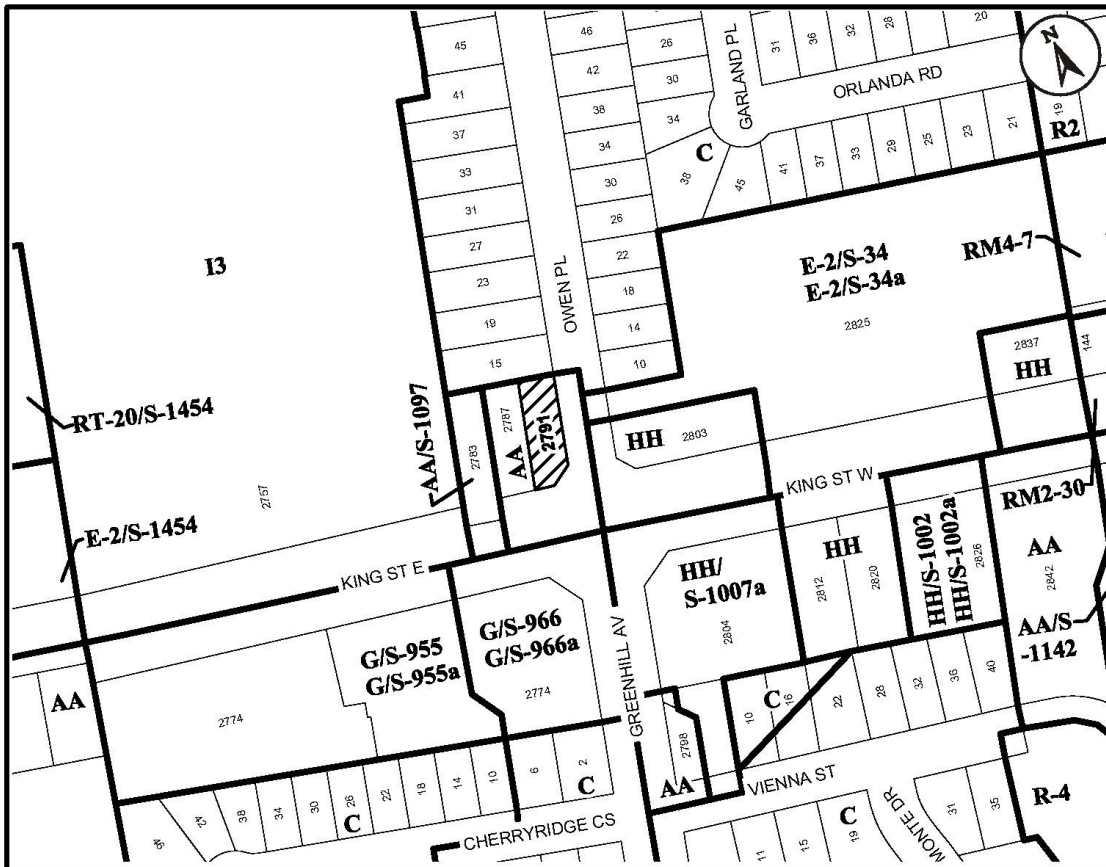 45
41
37
33
31
27
23
19
15
46
42
38
34
30
26
22
18
14
10
OWEN PL
26
30
34
38
45
C
GARLAND PL
31
36
32
28
20
ORLANDA RD
41
37
33
29
25
23
21
19
R2
N
I3
E-2/S-34
E-2/S-34a
2825
RM4-7
2837
HH
144
RT-20/S-1454
2757
E-2/S-1454
AA/S-1097
2783
AA
2787
2791
HH
2803
KING ST W
KING ST E
RM2-30
AA
2842
AA/S
-1142
HH
2812
2820
HH/S-1002
HH/S-1002a
2826
HH/
S-1007a
2804
GREENHILL AV
G/S-966
G/S-966a
2774
G/S-955
G/S-955a
2774
AA
42
38
34
30
26
22
18
14
10
6
2
C
C
CHERRYRIDGE CS
2798
AA
10
16
C
22
28
32
36
40
VIENNA ST
11
15
19
C
MONTE DR
31
35
R-4